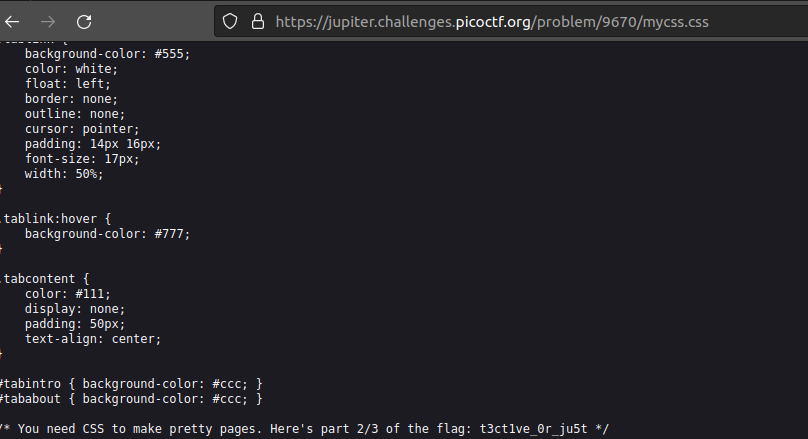 https://jupiter.challenges.picoctf.org/problem/9670/mycss.css
background-color: #555;
color: white;
float: left;
border: none;
outline: none;
cursor: pointer;
padding: 14px 16px;
font-size: 17px;
width: 50%;
}
.tablink:hover {
background-color: #777;
}
.tabcontent {
color: #111;
display: none;
padding: 50px;
text-align: center;
}
#tabintro { background-color: #ccc; }
#tababout { background-color: #ccc; }
/* You need CSS to make pretty pages. Here's part 2/3 of the flag: t3ct1ve_0r_ju5t */